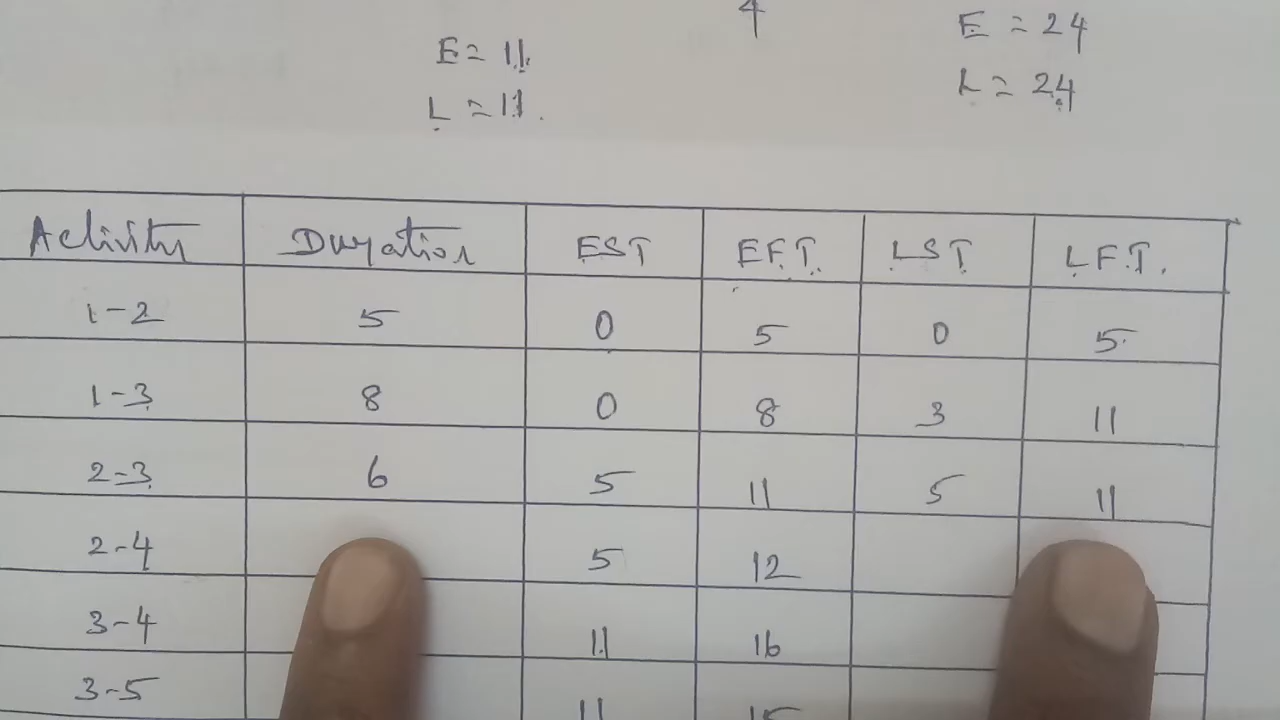 4
E = 24
E = 11
L = 24
L = 11.
Activity Duration EST E.F.T. LST L.F.T.
1-2 5 0 5 0 5
1-3 8 0 8 3 11
2-3 6 5 11 5 11
2-4 5 12
3-4 11 16
3-5 11 15